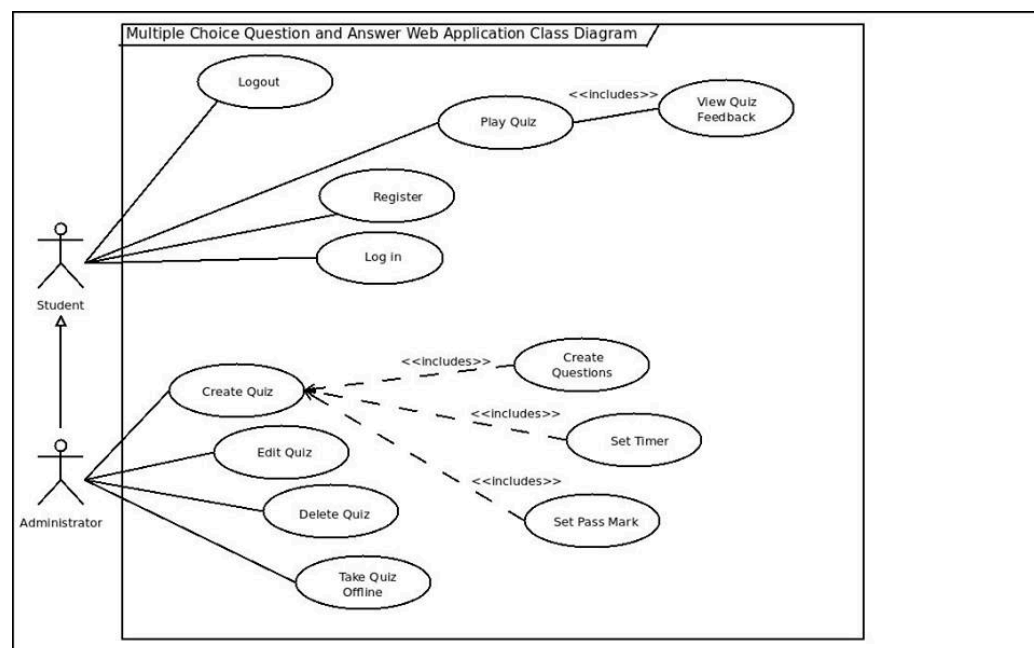 Multiple Choice Question and Answer Web Application Class Diagram
Logout
<<includes>>
View Quiz
Feedback
Play Quiz
Register
Log in
Student
<<includes>>
Create
Questions
Create Quiz
<<includes>>
Set Timer
Edit Quiz
<<includes>>
Delete Quiz
Set Pass Mark
Administrator
Take Quiz
Offline